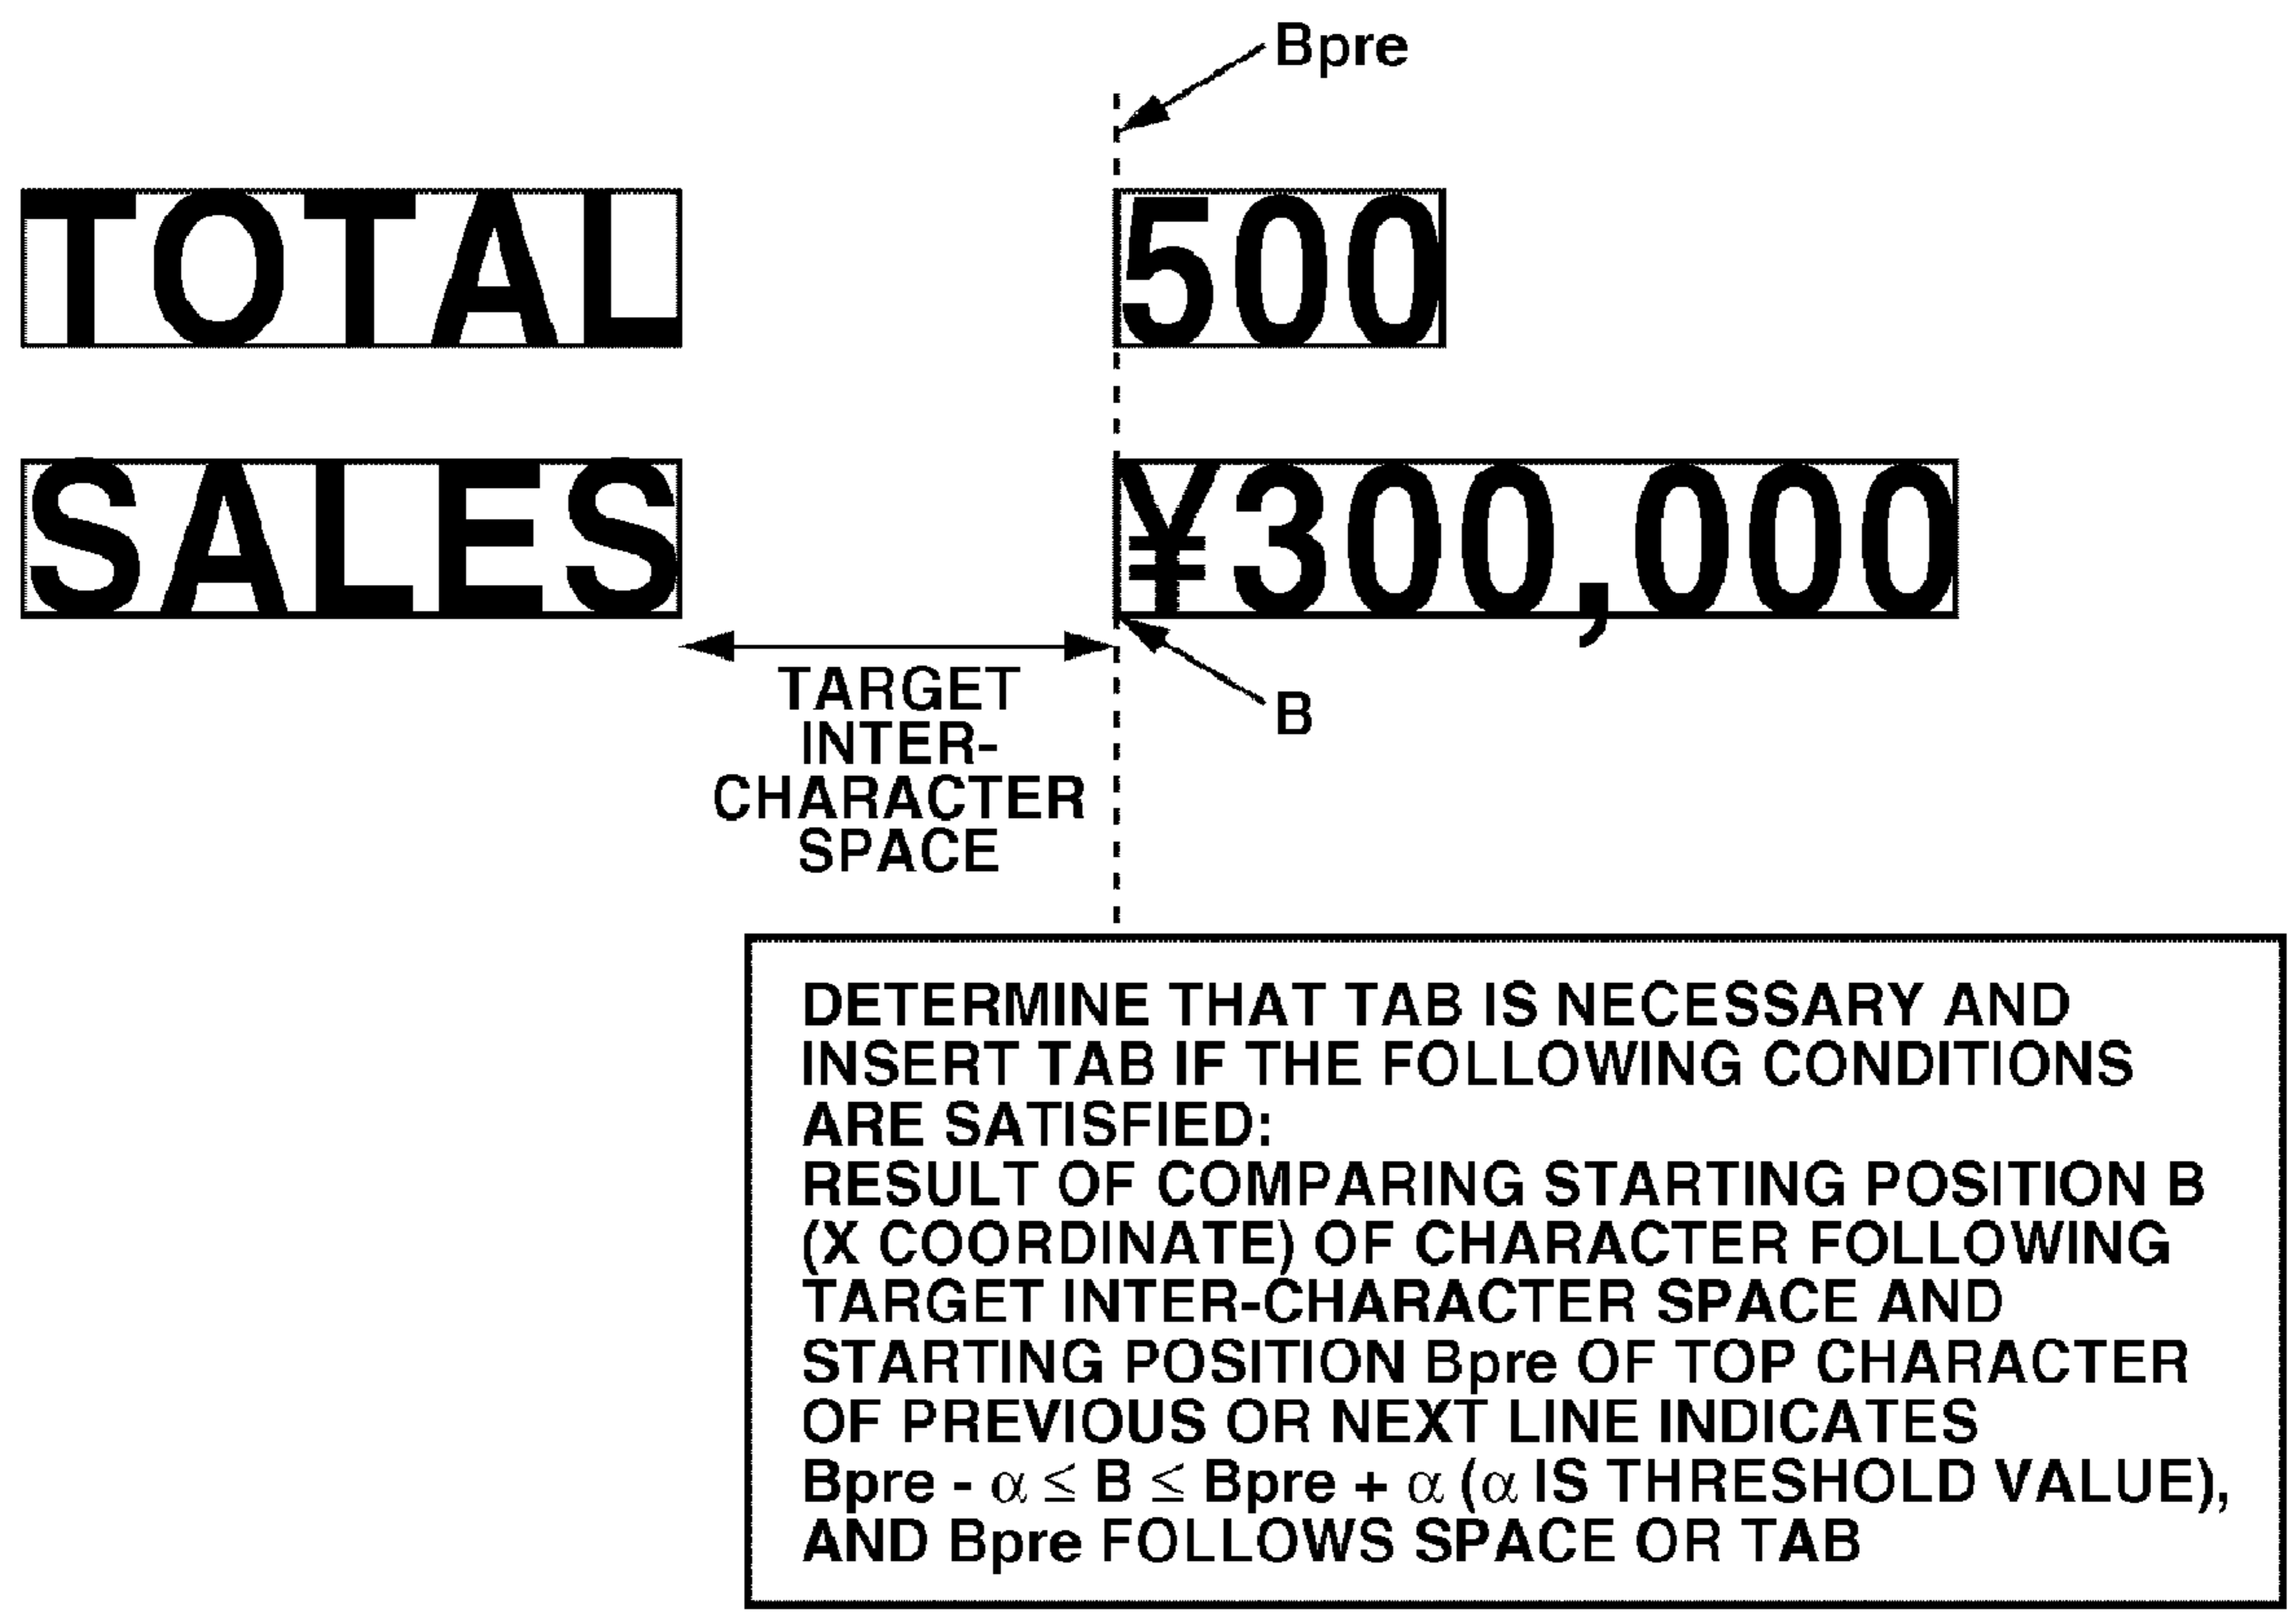 Bpre
TOTAL 500
SALES ¥300,000
TARGET
INTER-
CHARACTER
SPACE
B
DETERMINE THAT TAB IS NECESSARY AND
INSERT TAB IF THE FOLLOWING CONDITIONS
ARE SATISFIED:
RESULT OF COMPARING STARTING POSITION B
(X COORDINATE) OF CHARACTER FOLLOWING
TARGET INTER-CHARACTER SPACE AND
STARTING POSITION Bpre OF TOP CHARACTER
OF PREVIOUS OR NEXT LINE INDICATES
Bpre - α ≤ B ≤ Bpre + α (α IS THRESHOLD VALUE),
AND Bpre FOLLOWS SPACE OR TAB